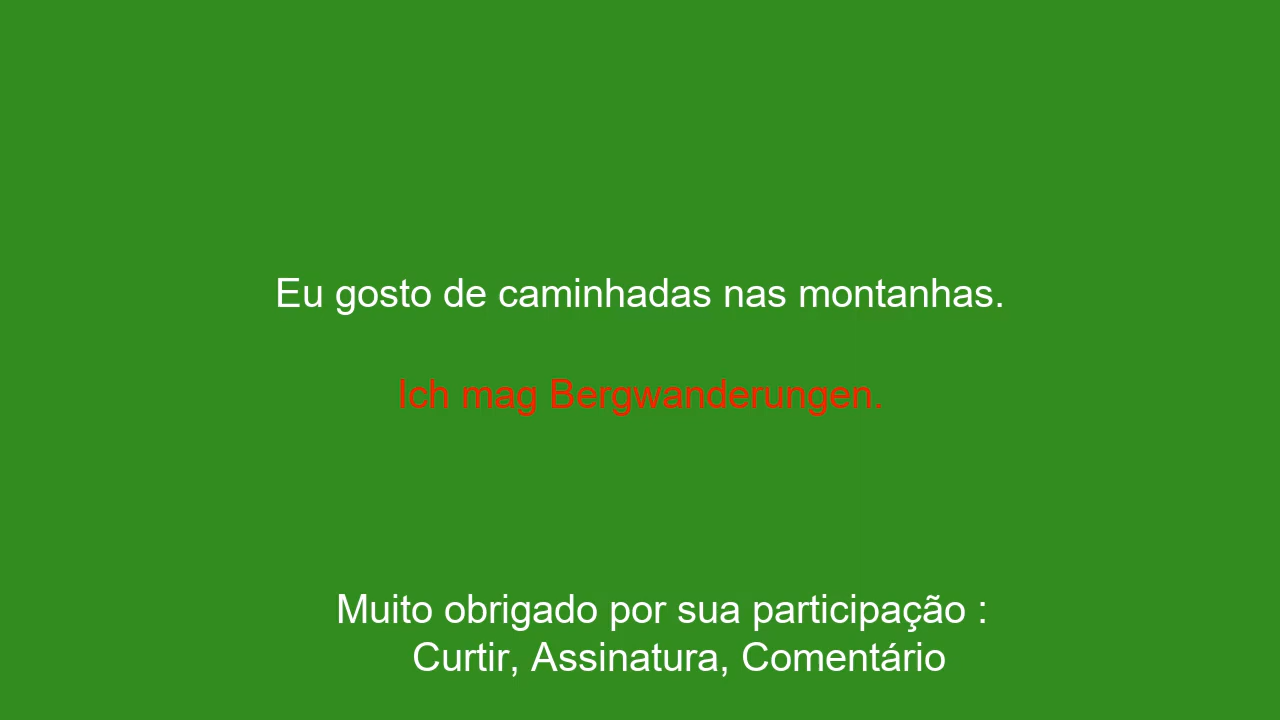 Eu gosto de caminhadas nas montanhas.
Ich mag Bergwanderungen.
Muito obrigado por sua participação :
Curtir, Assinatura, Comentário